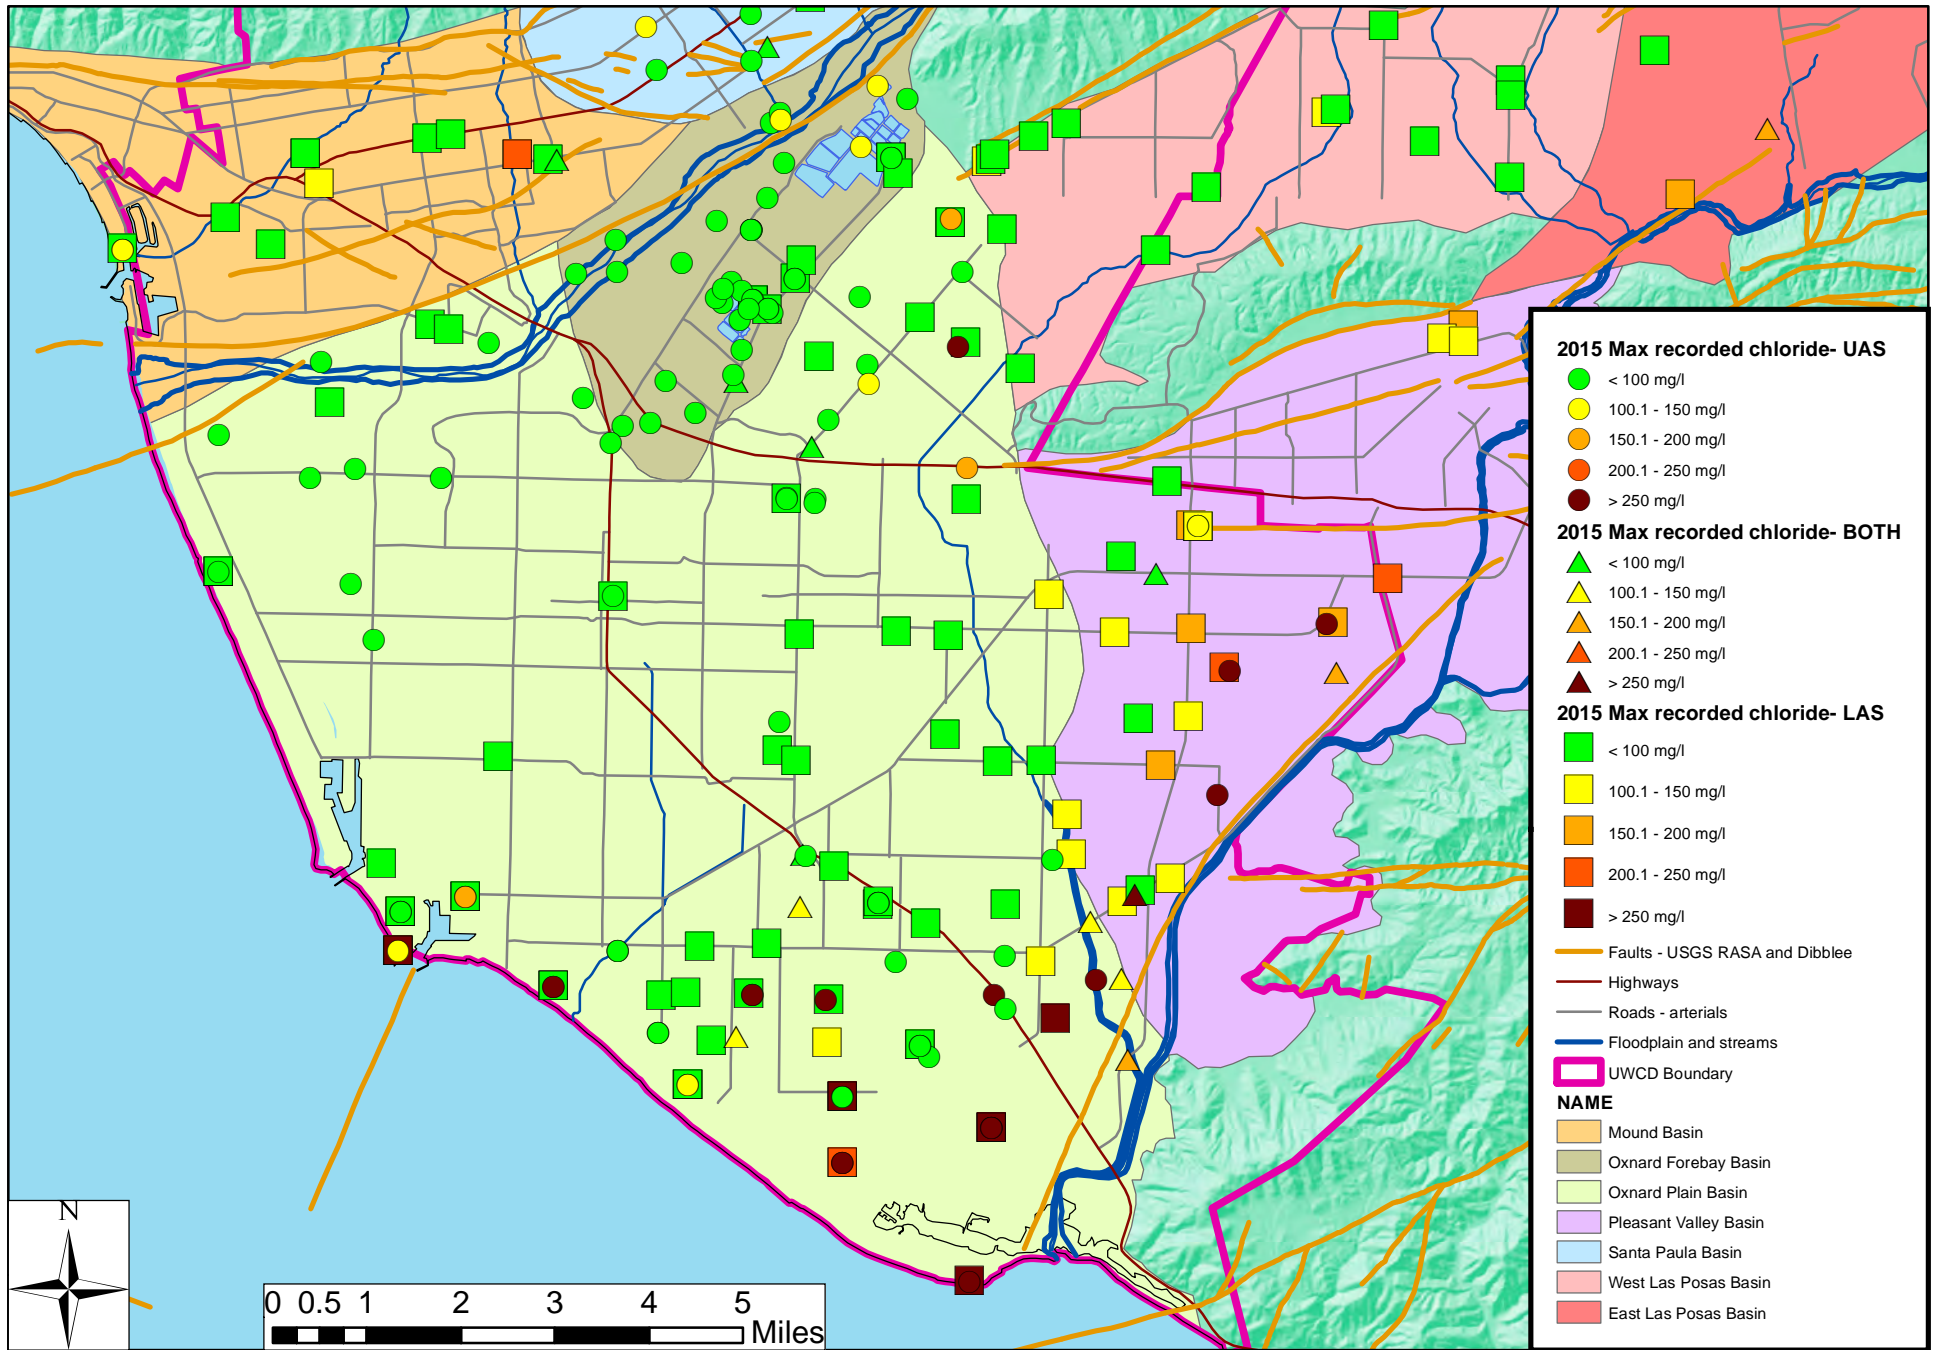 2015 Max recorded chloride- UAS
< 100 mg/l
100.1 - 150 mg/l
150.1 - 200 mg/l
200.1 - 250 mg/l
> 250 mg/l
2015 Max recorded chloride- BOTH
< 100 mg/l
100.1 - 150 mg/l
150.1 - 200 mg/l
200.1 - 250 mg/l
> 250 mg/l
2015 Max recorded chloride- LAS
< 100 mg/l
100.1 - 150 mg/l
150.1 - 200 mg/l
200.1 - 250 mg/l
> 250 mg/l
Faults - USGS RASA and Dibblee
Highways
Roads - arterials
Floodplain and streams
UWCD Boundary
NAME
Mound Basin
Oxnard Forebay Basin
Oxnard Plain Basin
Pleasant Valley Basin
Santa Paula Basin
West Las Posas Basin
East Las Posas Basin
N
0 0.5 1 2 3 4 5
Miles